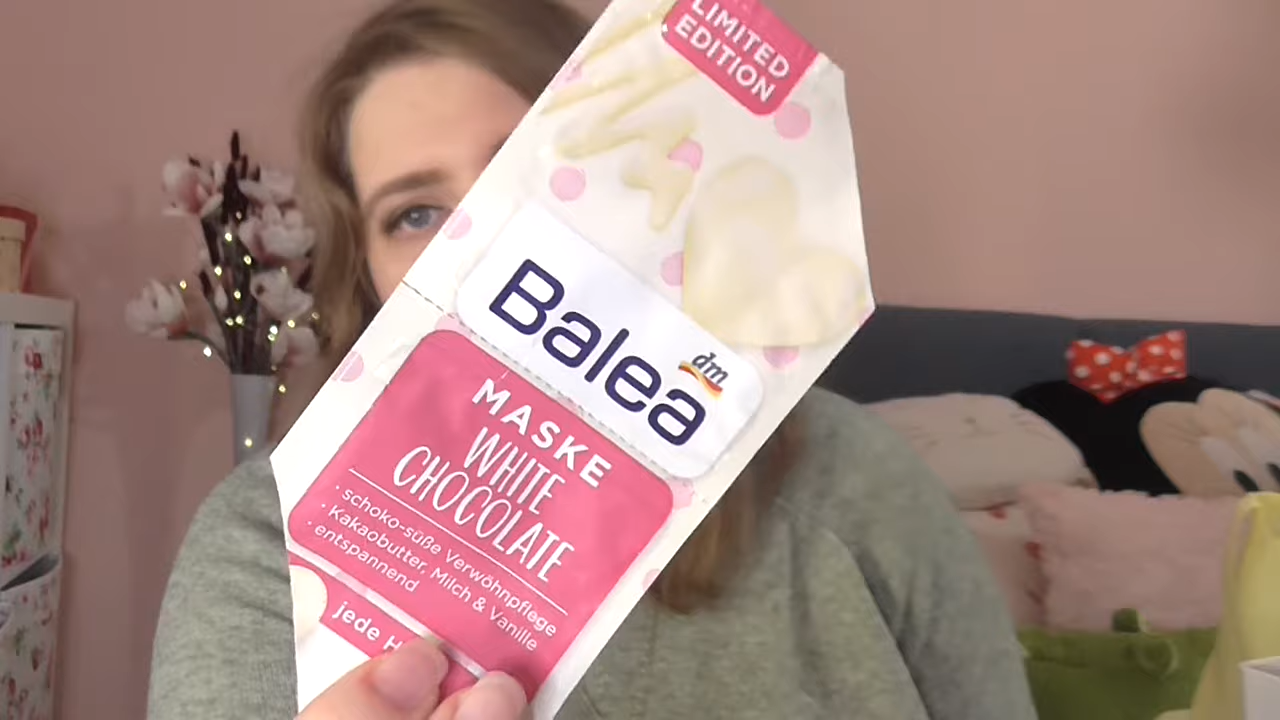 LIMITED
EDITION
Balea
dm
MASKE
WHITE
CHOCOLATE
· schoko-süße Verwöhnpflege
· Kakaobutter, Milch & Vanille
· entspannend
jede